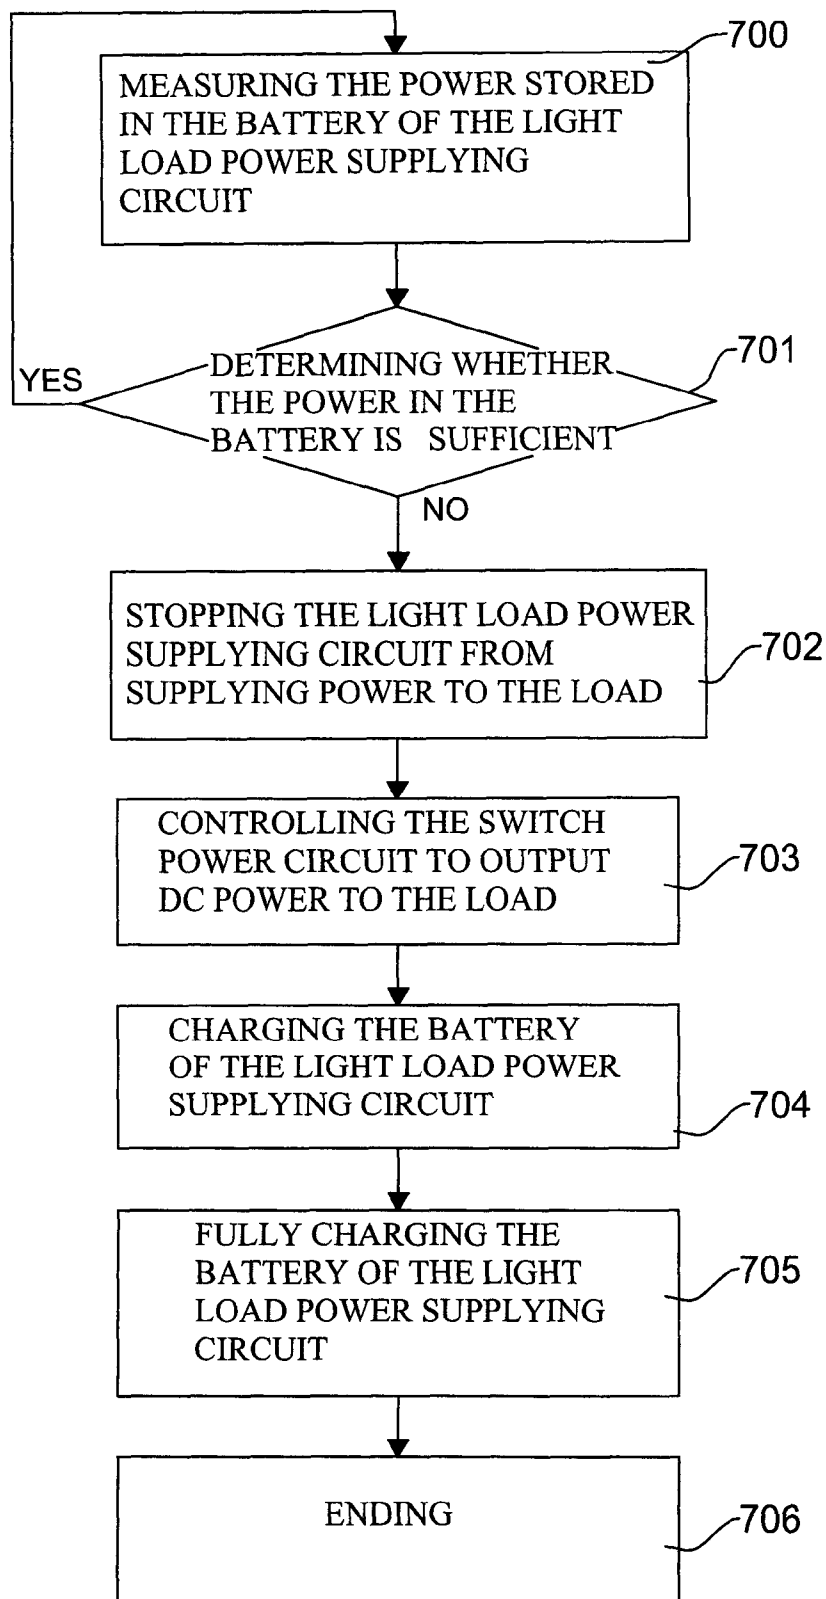 700
MEASURING THE POWER STORED
IN THE BATTERY OF THE LIGHT
LOAD POWER SUPPLYING
CIRCUIT
701
YES
DETERMINING WHETHER
THE POWER IN THE
BATTERY IS SUFFICIENT
NO
STOPPING THE LIGHT LOAD POWER
SUPPLYING CIRCUIT FROM
SUPPLYING POWER TO THE LOAD
702
CONTROLLING THE SWITCH
POWER CIRCUIT TO OUTPUT
DC POWER TO THE LOAD
703
CHARGING THE BATTERY
OF THE LIGHT LOAD POWER
SUPPLYING CIRCUIT
704
FULLY CHARGING THE
BATTERY OF THE LIGHT
LOAD POWER SUPPLYING
CIRCUIT
705
ENDING
706